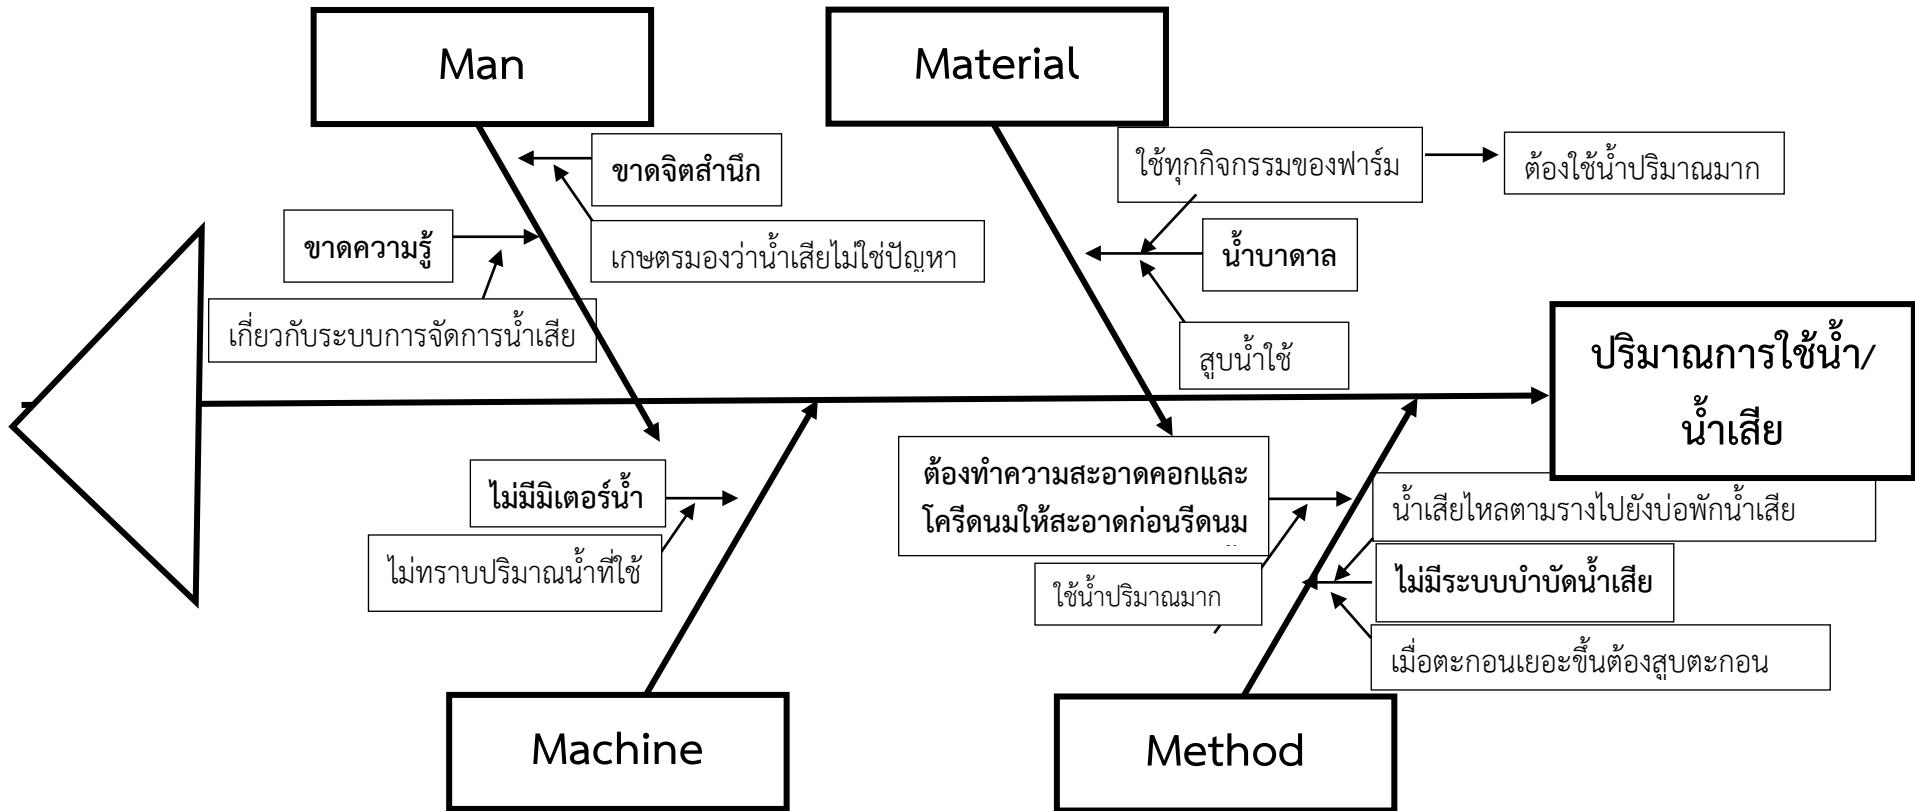 Man
Material
ขาดจิตสำนึก
ใช้ทุกกิจกรรมของฟาร์ม
ต้องใช้น้ำปริมาณมาก
ขาดความรู้
เกษตรมองว่าน้ำเสียไม่ใช่ปัญหา
น้ำบาดาล
เกี่ยวกับระบบการจัดการน้ำเสีย
สูบน้ำใช้
ปริมาณการใช้น้ำ/
น้ำเสีย
ไม่มีมิเตอร์น้ำ
ไม่ทราบปริมาณน้ำที่ใช้
ต้องทำความสะอาดคอกและ
โครีดนมให้สะอาดก่อนรีดนม
ใช้น้ำปริมาณมาก
น้ำเสียไหลตามรางไปยังบ่อพักน้ำเสีย
ไม่มีระบบบำบัดน้ำเสีย
เมื่อตะกอนเยอะขึ้นต้องสูบตะกอน
Machine
Method